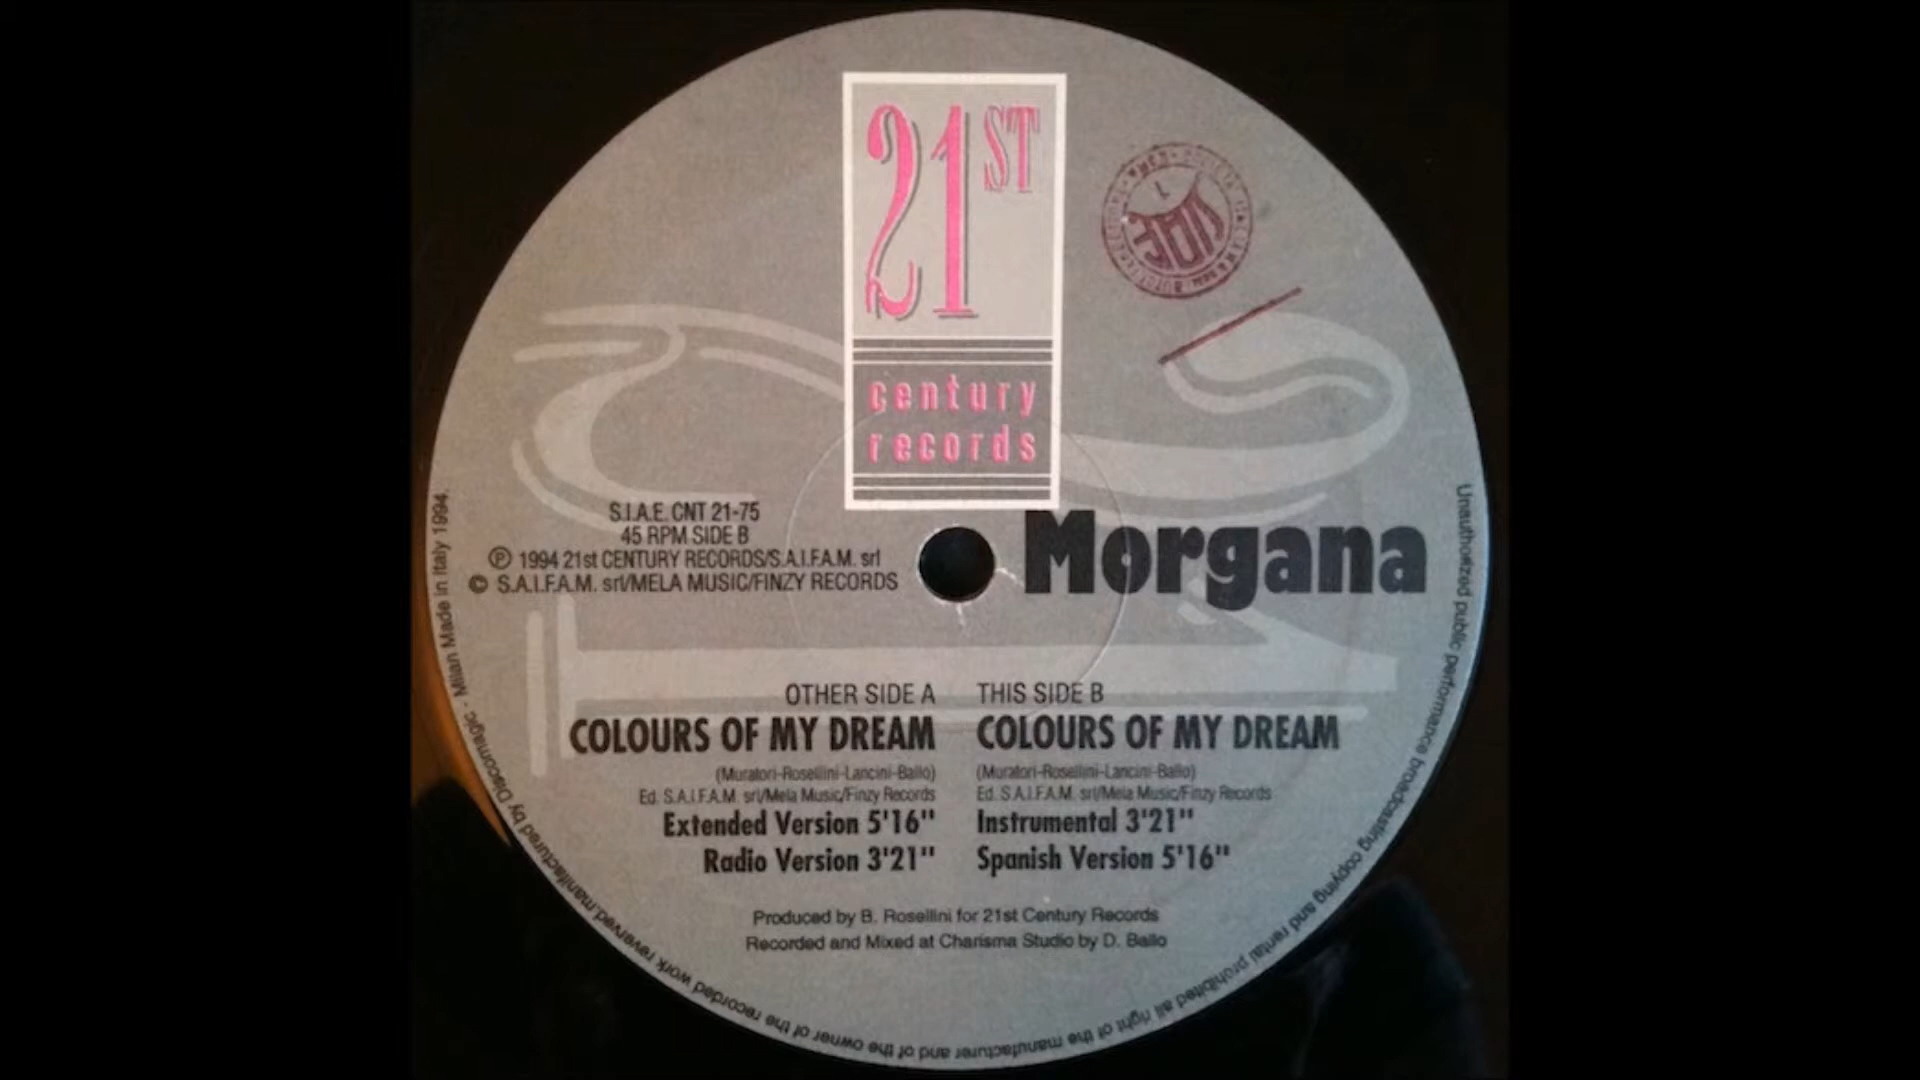 21ST
century
records
S.I.A.E. CNT 21-75
45 RPM SIDE B
Ⓟ 1994 21st CENTURY RECORDS/S.A.I.F.A.M. srl
© S.A.I.F.A.M. srl/MELA MUSIC/FINZY RECORDS
Morgana
OTHER SIDE A
COLOURS OF MY DREAM
(Muratori-Rosellini-Lancini-Ballo)
Ed. S.A.I.F.A.M. srl/Mela Music/Finzy Records
Extended Version 5'16"
Radio Version 3'21"
THIS SIDE B
COLOURS OF MY DREAM
(Muratori-Rosellini-Lancini-Ballo)
Ed. S.A.I.F.A.M. srl/Mela Music/Finzy Records
Instrumental 3'21"
Spanish Version 5'16"
Produced by B. Rosellini for 21st Century Records
Recorded and Mixed at Charisma Studio by D. Ballo
Unauthorized public performance broadcasting copying and rental prohibited all right of the manufacturer and of the owner of the recorded work reverved.manifactured by Discomagic - Milan Made in Italy 1994.
SIAE